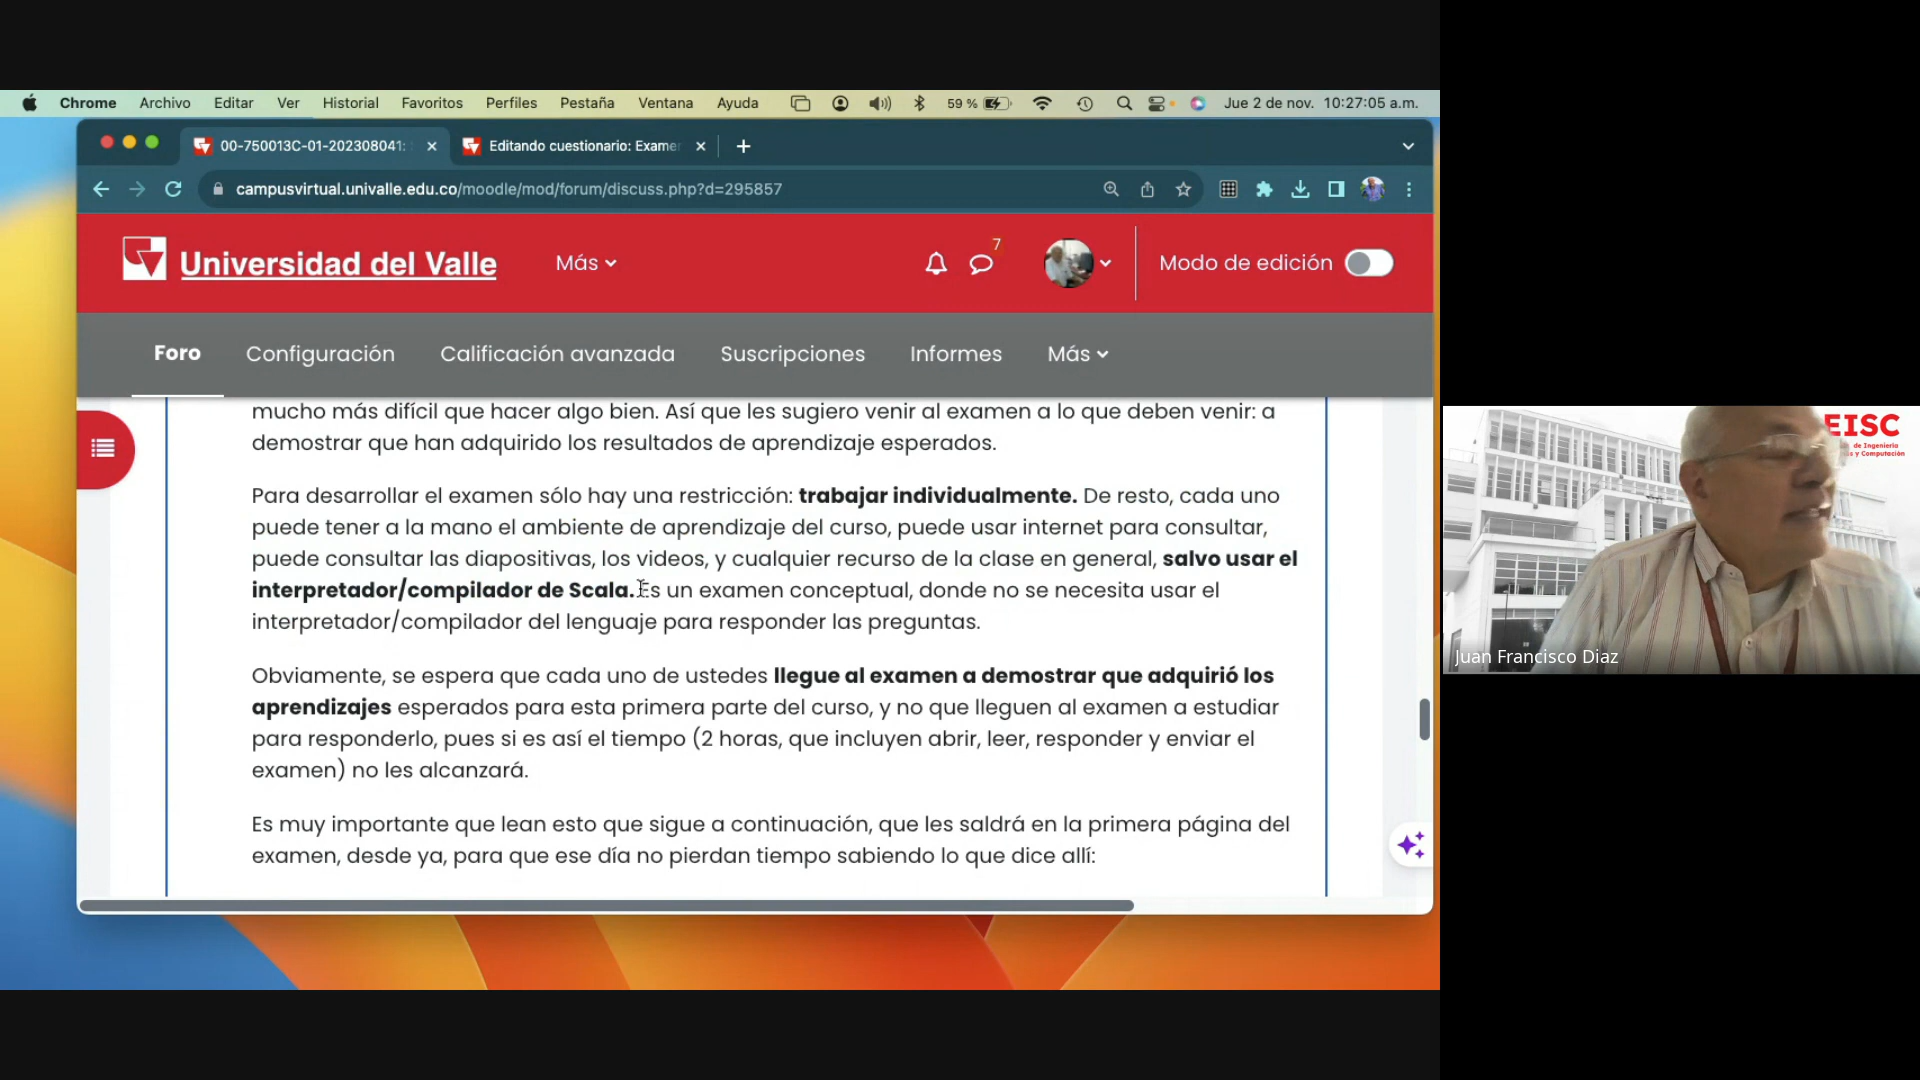 Chrome Archivo Editar Ver Historial Favoritos Perfiles Pestaña Ventana Ayuda 59 % Jue 2 de nov. 10:27:05 a.m.
00-750013C-01-202308041: Editando cuestionario: Examen
campusvirtual.univalle.edu.co/moodle/mod/forum/discuss.php?d=295857
Universidad del Valle Más 7 Modo de edición
Foro Configuración Calificación avanzada Suscripciones Informes Más
mucho más difícil que hacer algo bien. Así que les sugiero venir al examen a lo que deben venir: a
demostrar que han adquirido los resultados de aprendizaje esperados.
Para desarrollar el examen sólo hay una restricción: trabajar individualmente. De resto, cada uno
puede tener a la mano el ambiente de aprendizaje del curso, puede usar internet para consultar,
puede consultar las diapositivas, los videos, y cualquier recurso de la clase en general, salvo usar el
interpretador/compilador de Scala. Es un examen conceptual, donde no se necesita usar el
interpretador/compilador del lenguaje para responder las preguntas.
Obviamente, se espera que cada uno de ustedes llegue al examen a demostrar que adquirió los
aprendizajes esperados para esta primera parte del curso, y no que lleguen al examen a estudiar
para responderlo, pues si es así el tiempo (2 horas, que incluyen abrir, leer, responder y enviar el
examen) no les alcanzará.
Es muy importante que lean esto que sigue a continuación, que les saldrá en la primera página del
examen, desde ya, para que ese día no pierdan tiempo sabiendo lo que dice allí:
EISC
de Ingeniería
y Computación
Juan Francisco Diaz